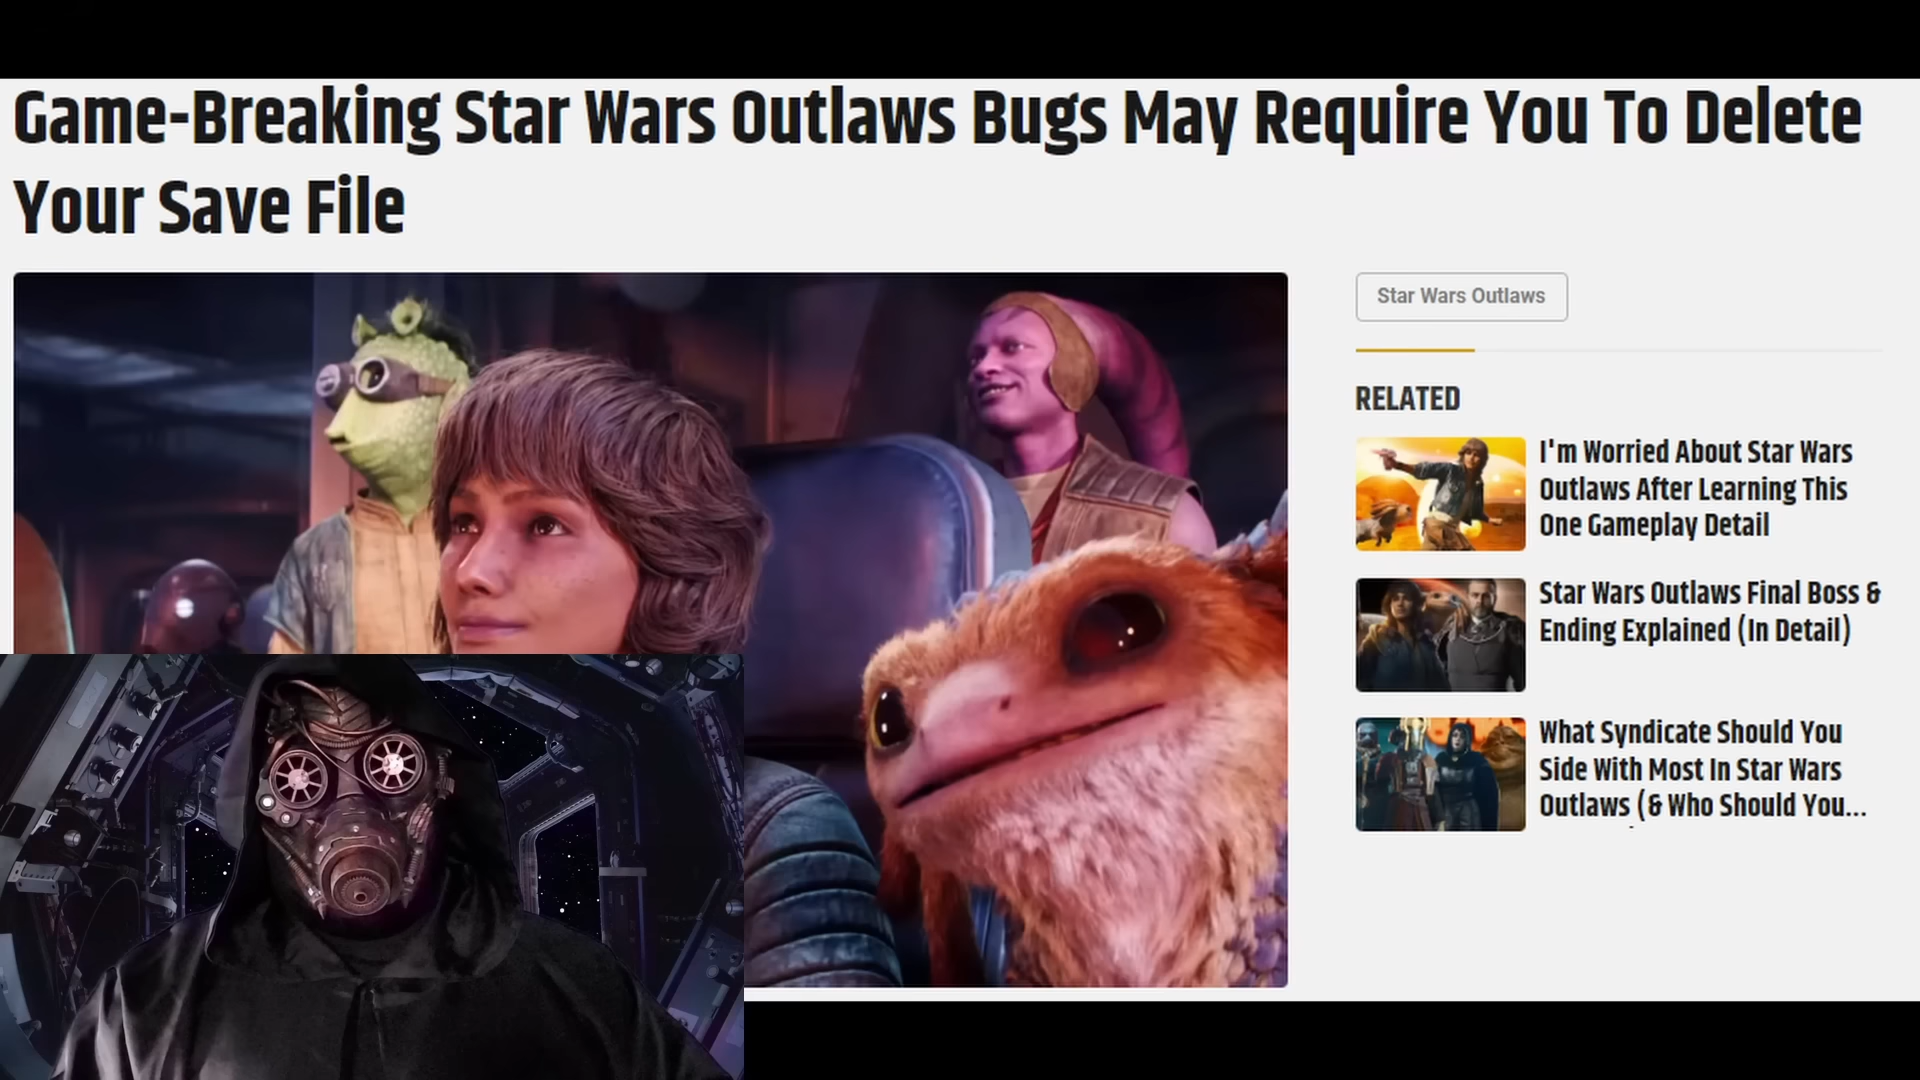 Game-Breaking Star Wars Outlaws Bugs May Require You To Delete
Your Save File
Star Wars Outlaws
RELATED
I'm Worried About Star Wars
Outlaws After Learning This
One Gameplay Detail
Star Wars Outlaws Final Boss &
Ending Explained (In Detail)
What Syndicate Should You
Side With Most In Star Wars
Outlaws (& Who Should You...